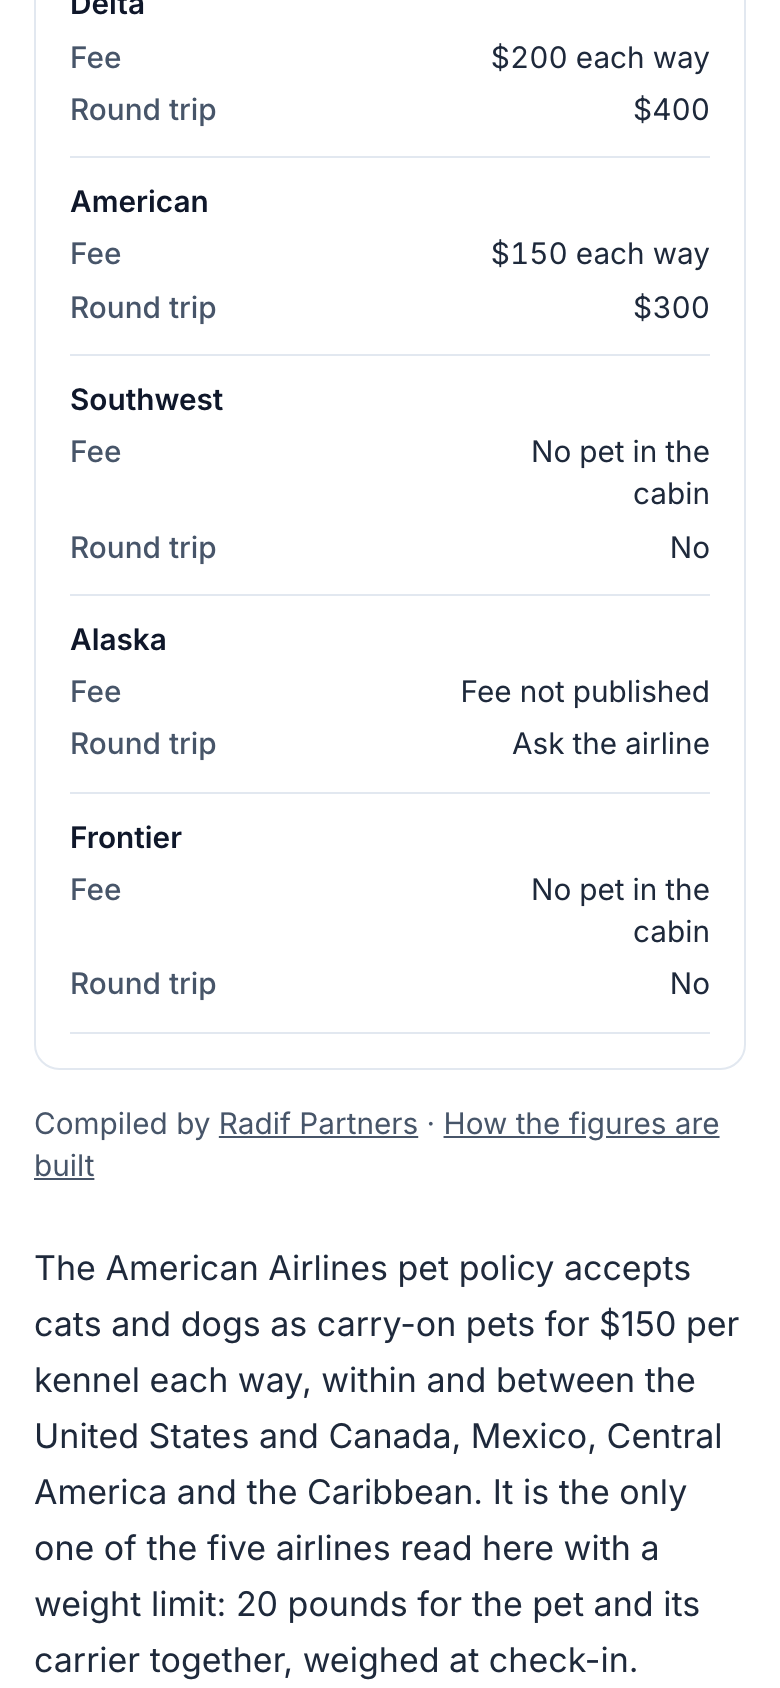 Delta
Fee $200 each way
Round trip $400
American
Fee $150 each way
Round trip $300
Southwest
Fee No pet in the
cabin
Round trip No
Alaska
Fee Fee not published
Round trip Ask the airline
Frontier
Fee No pet in the
cabin
Round trip No
Compiled by Radif Partners · How the figures are
built
The American Airlines pet policy accepts
cats and dogs as carry-on pets for $150 per
kennel each way, within and between the
United States and Canada, Mexico, Central
America and the Caribbean. It is the only
one of the five airlines read here with a
weight limit: 20 pounds for the pet and its
carrier together, weighed at check-in.